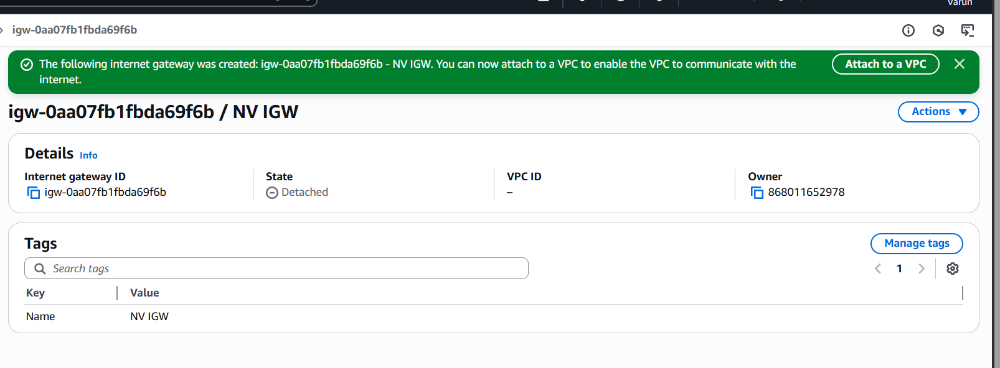 Varun
igw-0aa07fb1fbda69f6b
The following internet gateway was created: igw-0aa07fb1fbda69f6b - NV IGW. You can now attach to a VPC to enable the VPC to communicate with the
internet.
Attach to a VPC
igw-0aa07fb1fbda69f6b / NV IGW
Actions
Details Info
Internet gateway ID
igw-0aa07fb1fbda69f6b
State
Detached
VPC ID
–
Owner
868011652978
Tags
Manage tags
Search tags
1
Key
Value
Name
NV IGW